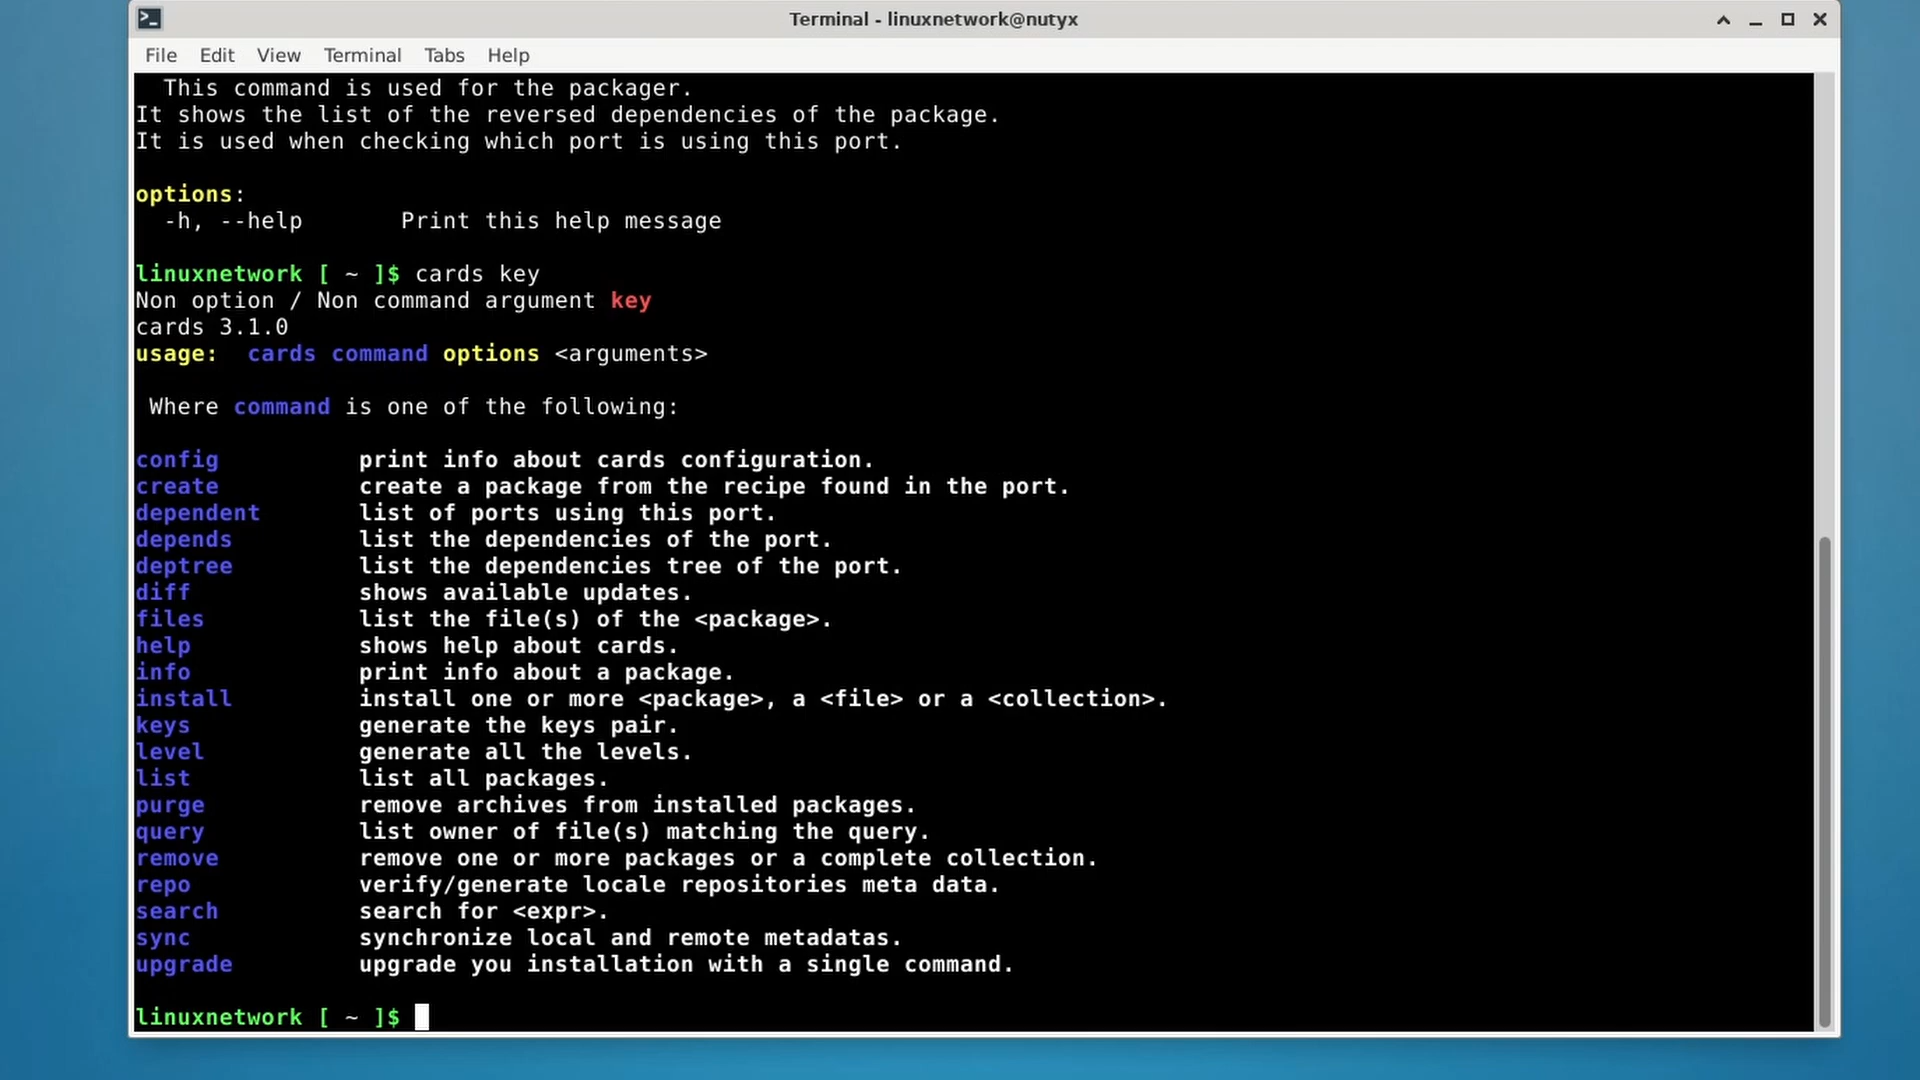 Terminal - linuxnetwork@nutyx
File Edit View Terminal Tabs Help
This command is used for the packager.
It shows the list of the reversed dependencies of the package.
It is used when checking which port is using this port.
options:
-h, --help Print this help message
linuxnetwork [ ~ ]$ cards key
Non option / Non command argument key
cards 3.1.0
usage: cards command options <arguments>
Where command is one of the following:
config print info about cards configuration.
create create a package from the recipe found in the port.
dependent list of ports using this port.
depends list the dependencies of the port.
deptree list the dependencies tree of the port.
diff shows available updates.
files list the file(s) of the <package>.
help shows help about cards.
info print info about a package.
install install one or more <package>, a <file> or a <collection>.
keys generate the keys pair.
level generate all the levels.
list list all packages.
purge remove archives from installed packages.
query list owner of file(s) matching the query.
remove remove one or more packages or a complete collection.
repo verify/generate locale repositories meta data.
search search for <expr>.
sync synchronize local and remote metadatas.
upgrade upgrade you installation with a single command.
linuxnetwork [ ~ ]$